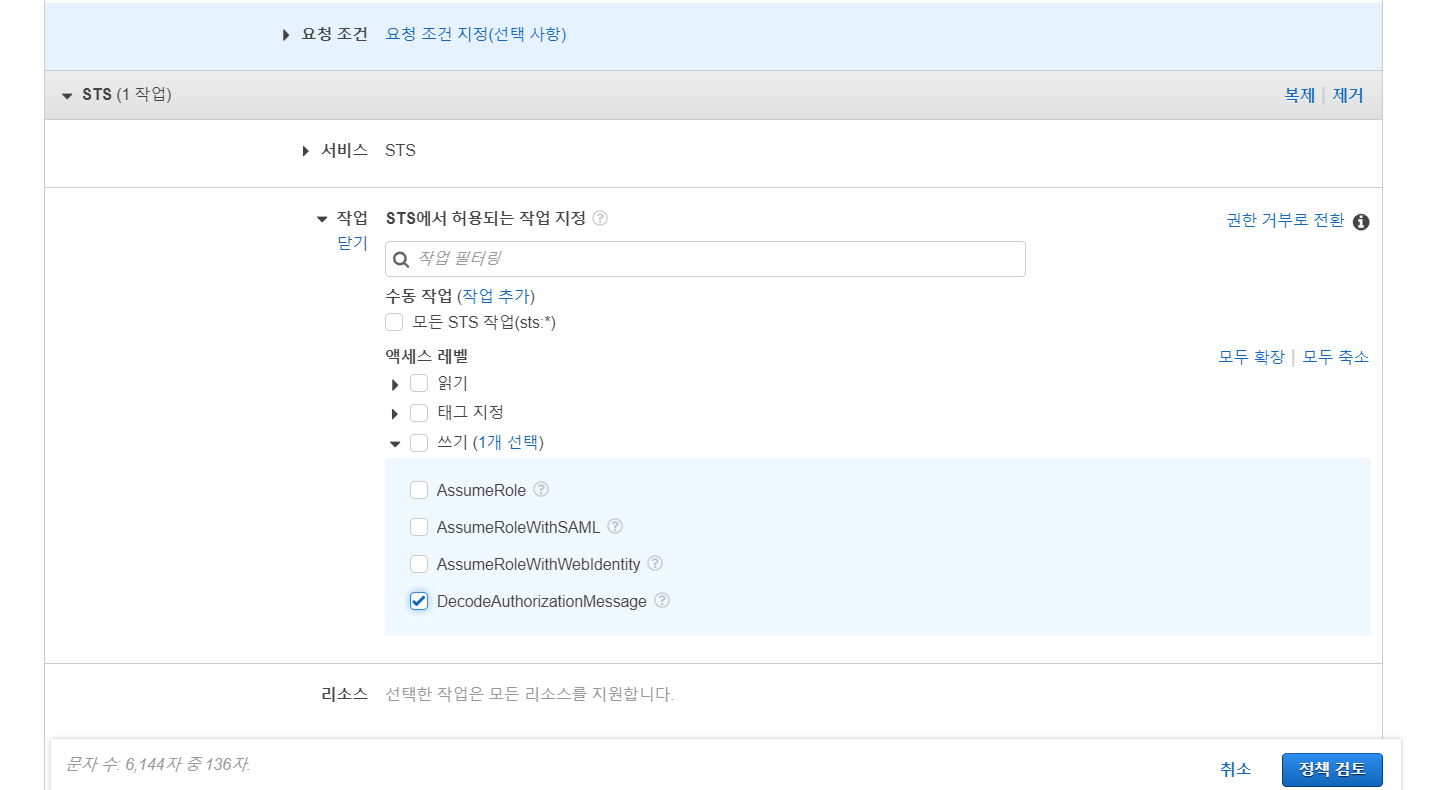 요청 조건 요청 조건 지정(선택 사항)
STS (1 작업) 복제 제거
서비스 STS
작업 STS에서 허용되는 작업 지정 권한 거부로 전환
닫기
작업 필터링
수동 작업 (작업 추가)
모든 STS 작업(sts:*)
액세스 레벨 모두 확장 모두 축소
읽기
태그 지정
쓰기 (1개 선택)
AssumeRole
AssumeRoleWithSAML
AssumeRoleWithWebIdentity
DecodeAuthorizationMessage
리소스 선택한 작업은 모든 리소스를 지원합니다.
문자 수: 6,144자 중 136자. 취소 정책 검토